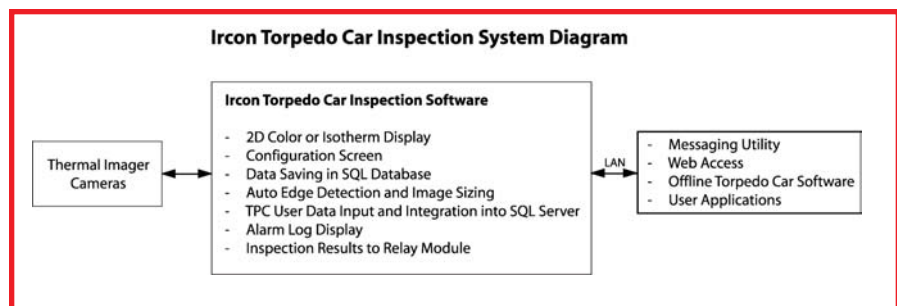 Ircon Torpedo Car Inspection System Diagram
Thermal Imager
Cameras
Ircon Torpedo Car Inspection Software
- 2D Color or Isotherm Display
- Configuration Screen
- Data Saving in SQL Database
- Auto Edge Detection and Image Sizing
- TPC User Data Input and Integration into SQL Server
- Alarm Log Display
- Inspection Results to Relay Module
LAN
- Messaging Utility
- Web Access
- Offline Torpedo Car Software
- User Applications